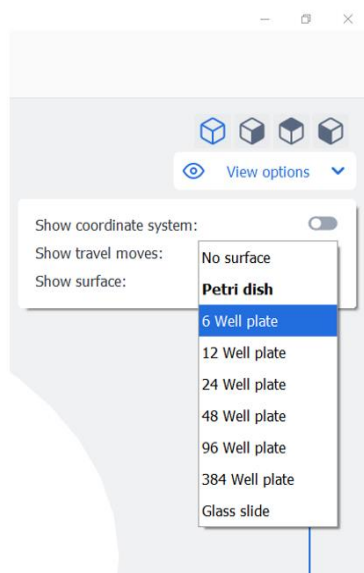 View options
Show coordinate system:
Show travel moves:
Show surface:
No surface
Petri dish
6 Well plate
12 Well plate
24 Well plate
48 Well plate
96 Well plate
384 Well plate
Glass slide